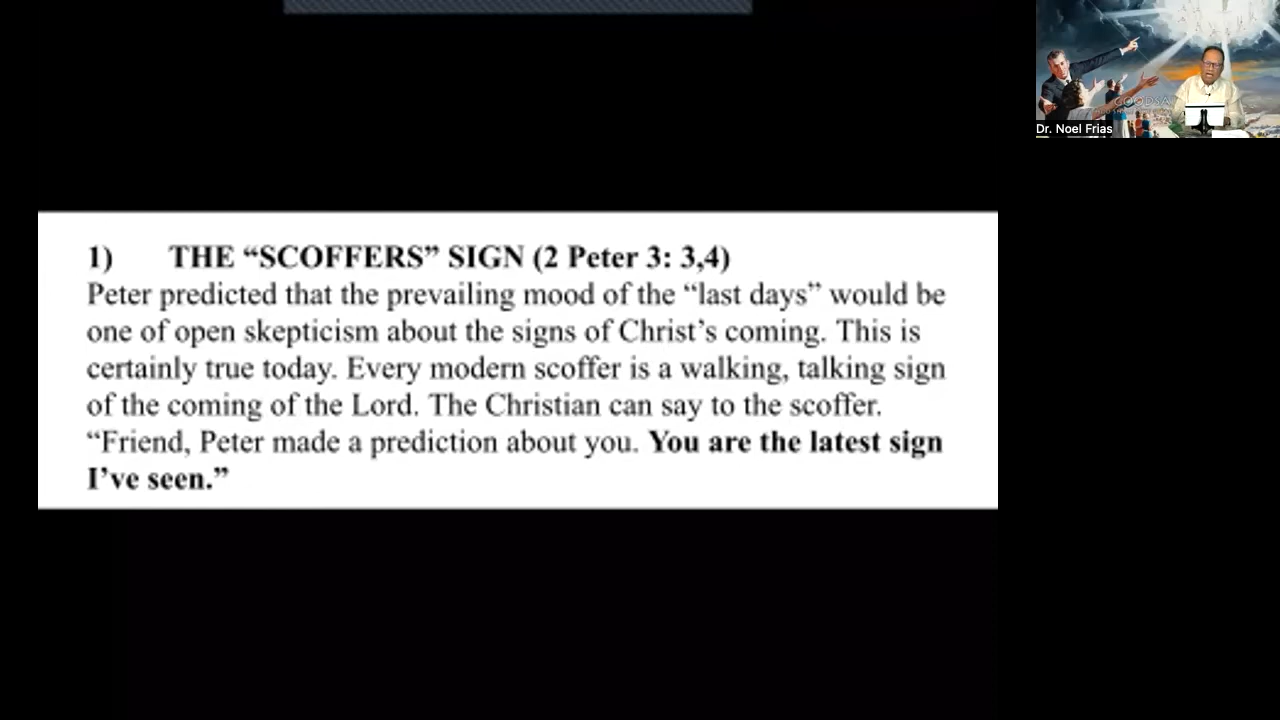 Dr. Noel Frias
1) THE “SCOFFERS” SIGN (2 Peter 3: 3,4)
Peter predicted that the prevailing mood of the “last days” would be
one of open skepticism about the signs of Christ’s coming. This is
certainly true today. Every modern scoffer is a walking, talking sign
of the coming of the Lord. The Christian can say to the scoffer.
“Friend, Peter made a prediction about you. You are the latest sign
I’ve seen.”